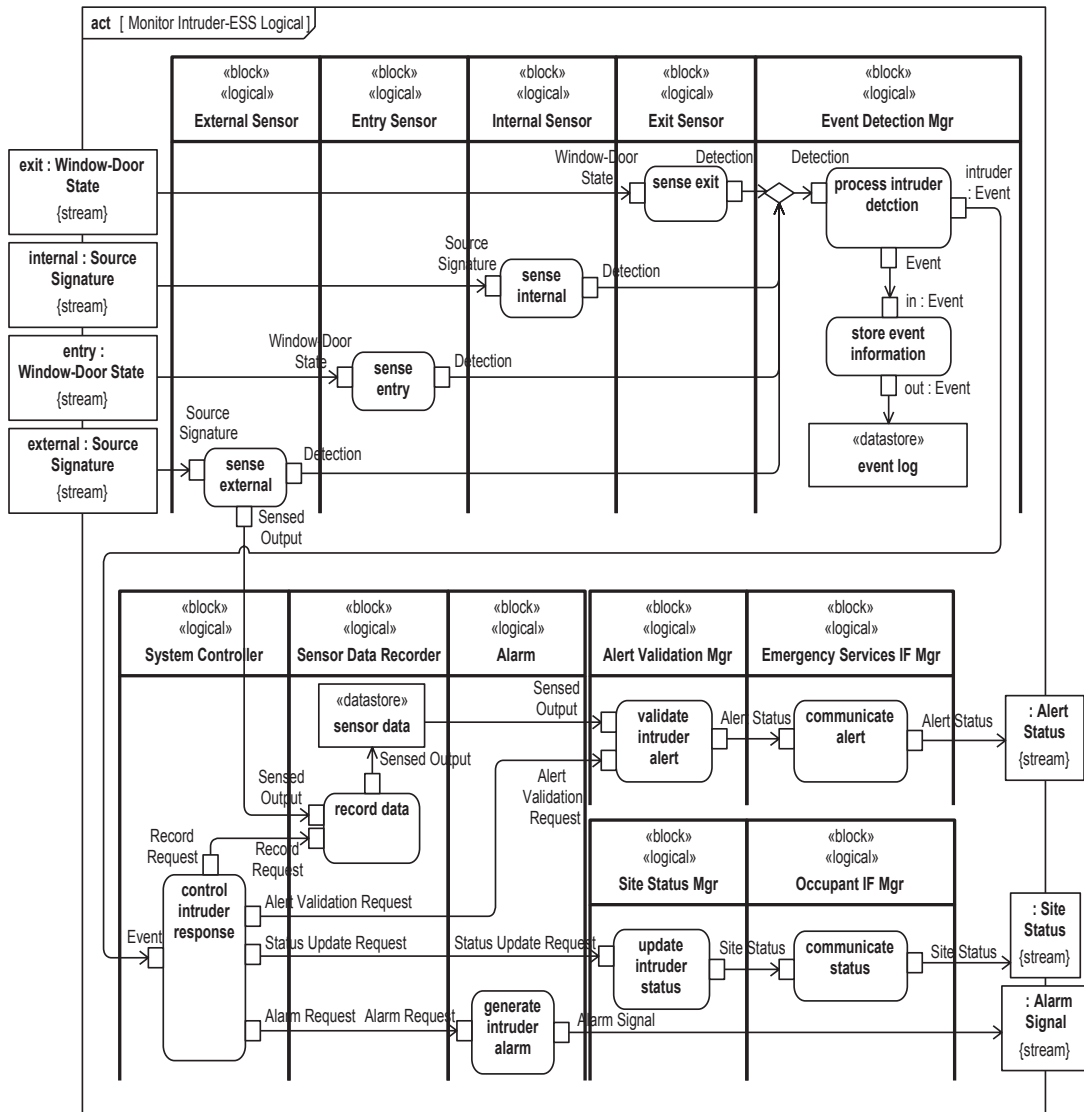 act [ Monitor Intruder-ESS Logical]
«block»
«logical»
External Sensor
«block»
«logical»
Entry Sensor
«block»
«logical»
Internal Sensor
«block»
«logical»
Exit Sensor
«block»
«logical»
Event Detection Mgr
exit : Window-Door
State
{stream}
internal : Source
Signature
{stream}
entry :
Window-Door State
{stream}
external : Source
Signature
{stream}
Window-Door
State
sense exit
Detection
Detection
process intruder
detction
intruder
: Event
Source
Signature
sense
internal
Detection
Event
in : Event
store event
information
out : Event
«datastore»
event log
Window-Door
State
sense
entry
Detection
Source
Signature
sense
external
Detection
Sensed
Output
«block»
«logical»
System Controller
«block»
«logical»
Sensor Data Recorder
«block»
«logical»
Alarm
«block»
«logical»
Alert Validation Mgr
«block»
«logical»
Emergency Services IF Mgr
«datastore»
sensor data
Sensed Output
Sensed
Output
validate
intruder
alert
Alert Status
communicate
alert
Alert Status
: Alert
Status
{stream}
Sensed
Output
record data
Alert
Validation
Request
Record
Request
Record
Request
control
intruder
response
Event
Alert Validation Request
Status Update Request
Status Update Request
«block»
«logical»
Site Status Mgr
«block»
«logical»
Occupant IF Mgr
update
intruder
status
Site Status
communicate
status
Site Status
: Site
Status
{stream}
Alarm Request
Alarm Request
generate
intruder
alarm
Alarm Signal
: Alarm
Signal
{stream}